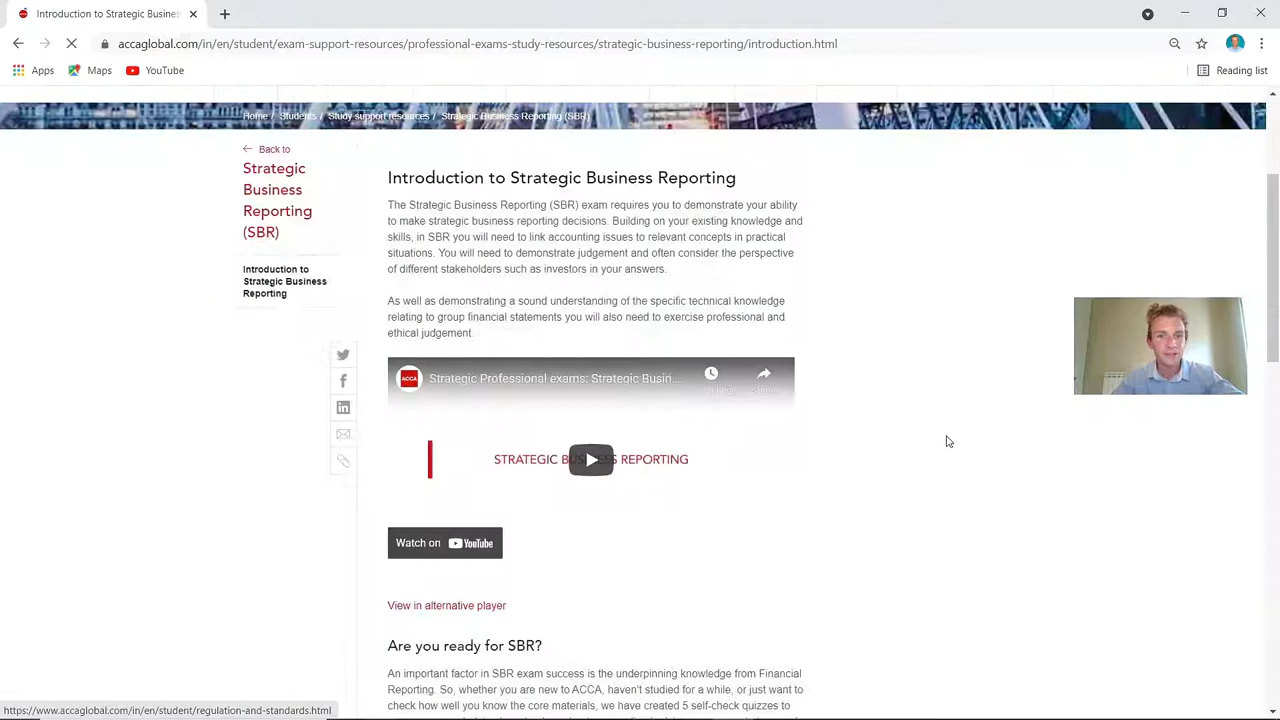 Introduction to Strategic Busines
accaglobal.com/in/en/student/exam-support-resources/professional-exams-study-resources/strategic-business-reporting/introduction.html
Apps
Maps
YouTube
Reading list
Home / Students / Study support resources / Strategic Business Reporting (SBR)
Back to
Strategic
Business
Reporting
(SBR)
Introduction to
Strategic Business
Reporting
Introduction to Strategic Business Reporting
The Strategic Business Reporting (SBR) exam requires you to demonstrate your ability
to make strategic business reporting decisions. Building on your existing knowledge and
skills, in SBR you will need to link accounting issues to relevant concepts in practical
situations. You will need to demonstrate judgement and often consider the perspective
of different stakeholders such as investors in your answers.
As well as demonstrating a sound understanding of the specific technical knowledge
relating to group financial statements you will also need to exercise professional and
ethical judgement.
ACCA
Strategic Professional exams: Strategic Busin...
Share
STRATEGIC BUSINESS REPORTING
Watch on YouTube
View in alternative player
Are you ready for SBR?
An important factor in SBR exam success is the underpinning knowledge from Financial
Reporting. So, whether you are new to ACCA, haven't studied for a while, or just want to
check how well you know the core materials, we have created 5 self-check quizzes to
https://www.accaglobal.com/in/en/student/regulation-and-standards.html